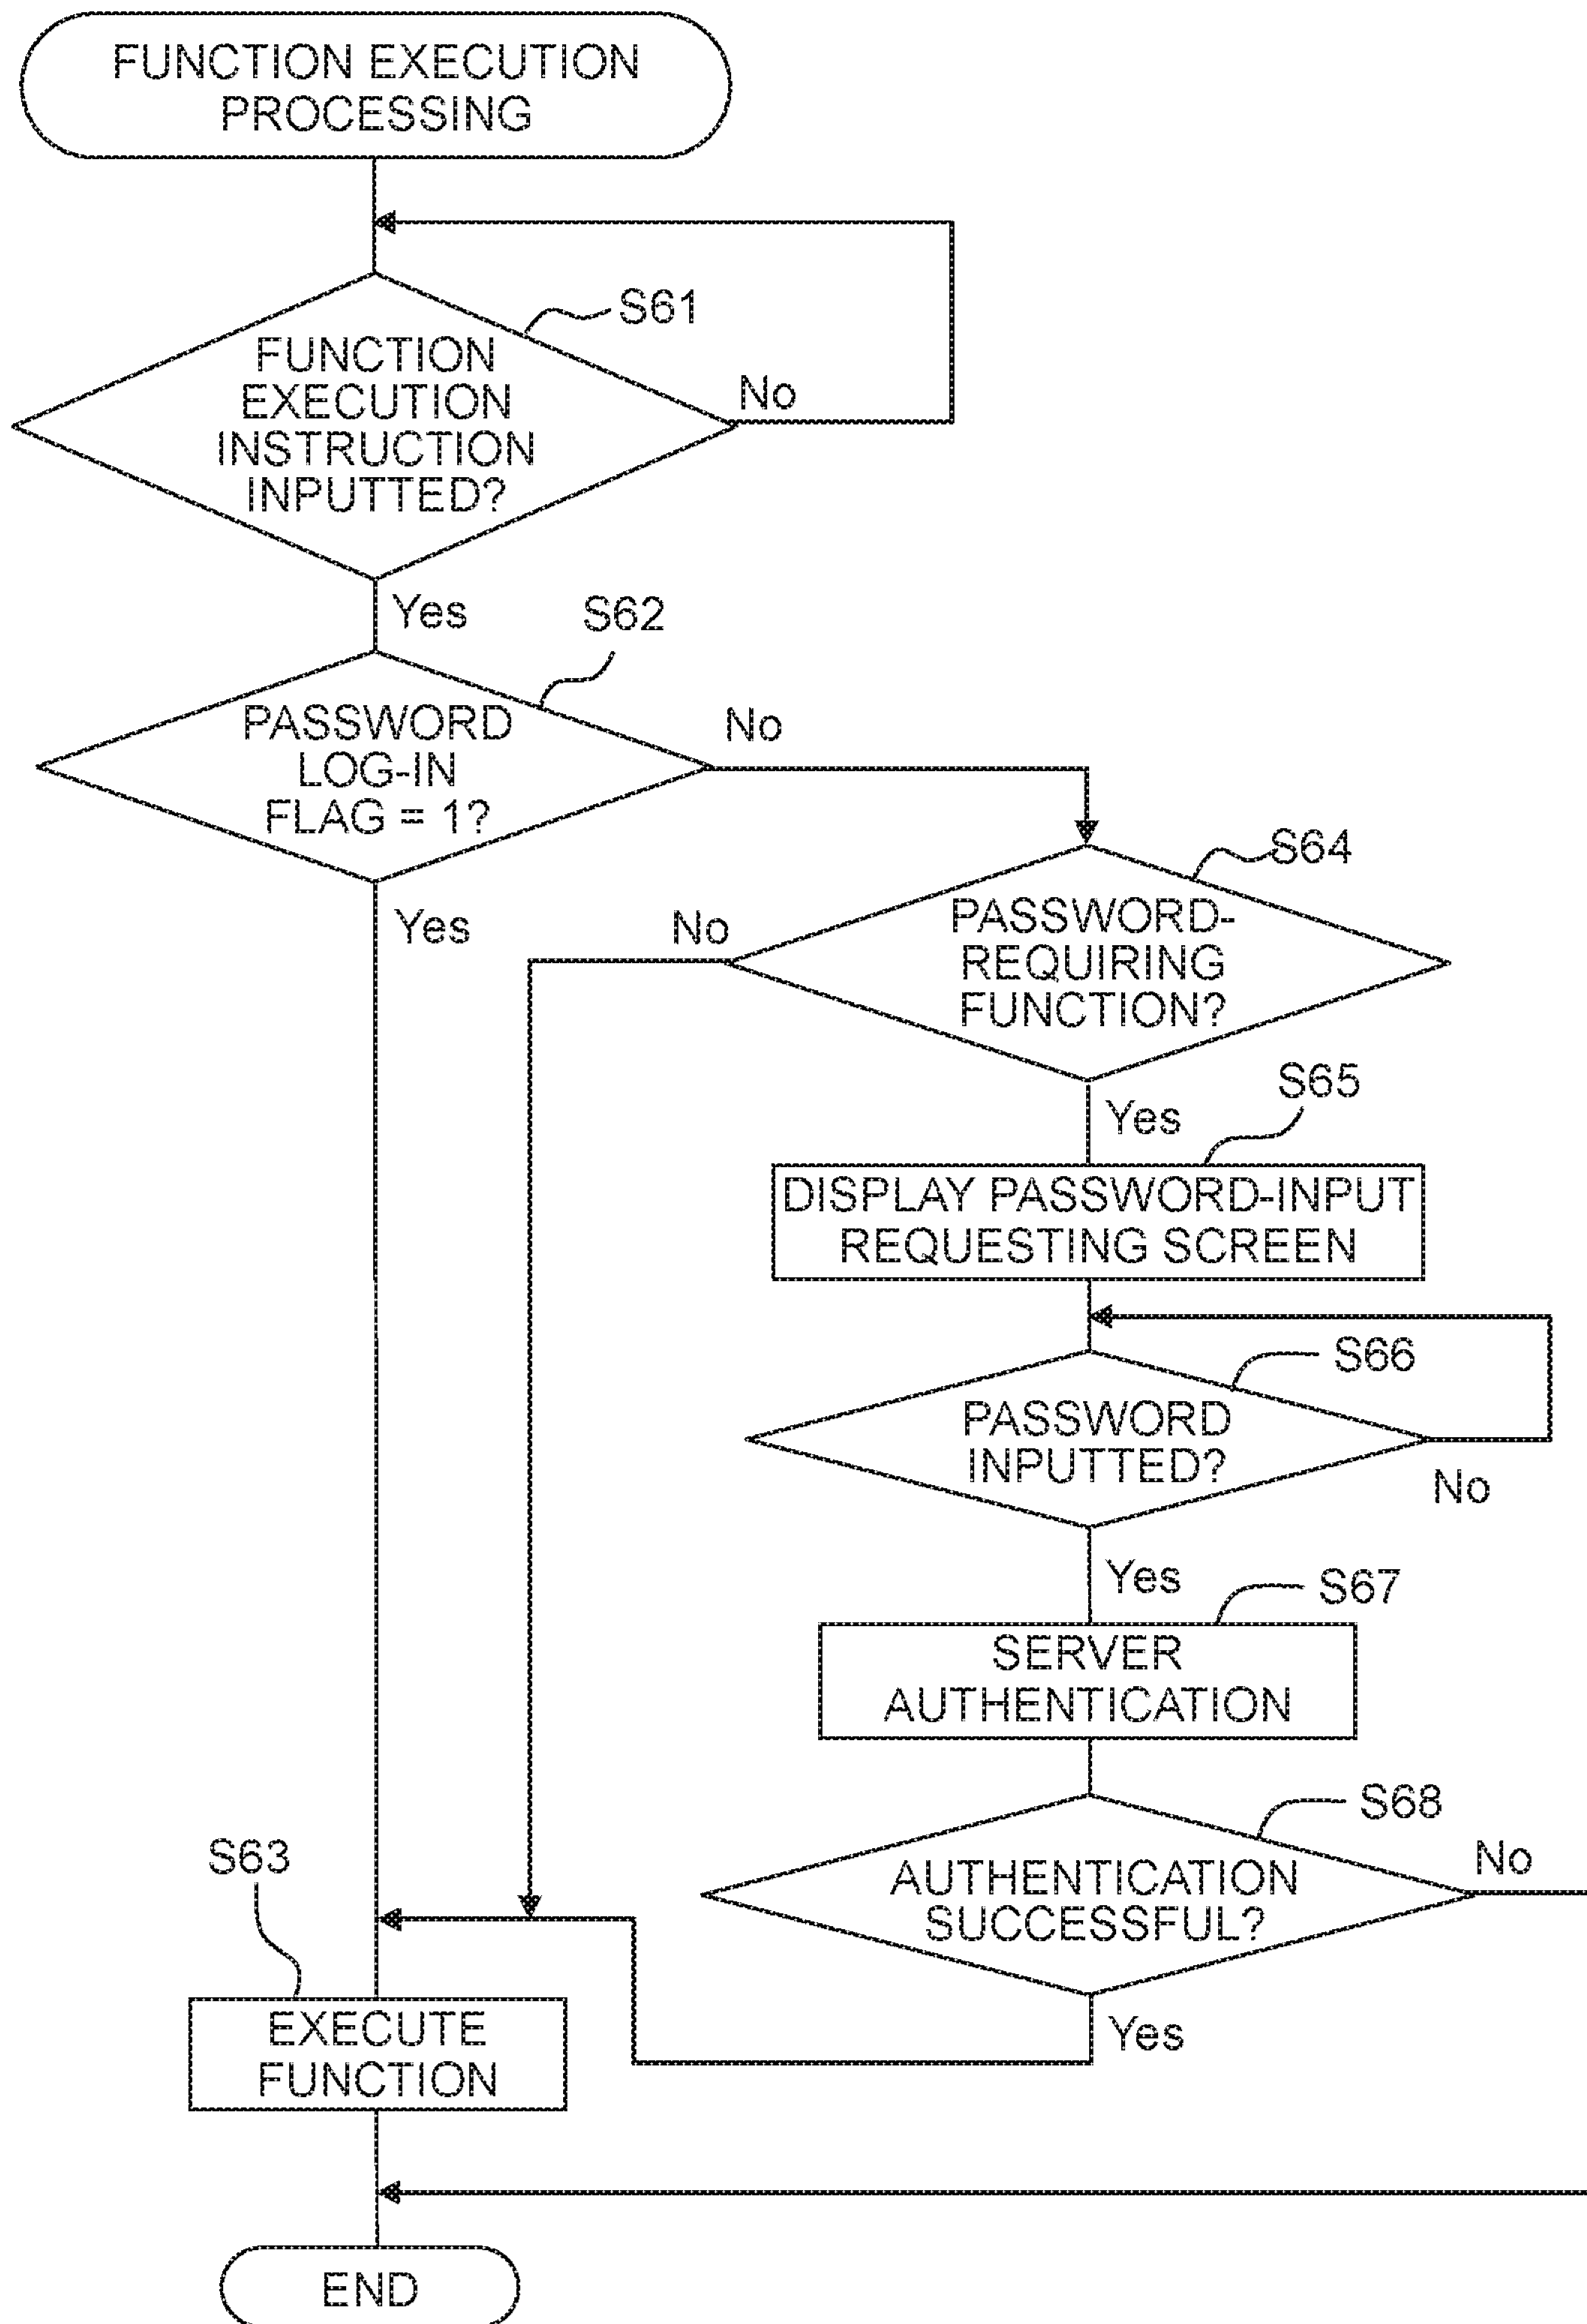 FUNCTION EXECUTION
PROCESSING
S61
FUNCTION
EXECUTION
INSTRUCTION
INPUTTED?
No
Yes
S62
PASSWORD
LOG-IN
FLAG = 1?
No
Yes
S64
PASSWORD-
REQUIRING
FUNCTION?
No
Yes
S65
DISPLAY PASSWORD-INPUT
REQUESTING SCREEN
S66
PASSWORD
INPUTTED?
No
Yes
S67
SERVER
AUTHENTICATION
S68
AUTHENTICATION
SUCCESSFUL?
No
Yes
S63
EXECUTE
FUNCTION
END